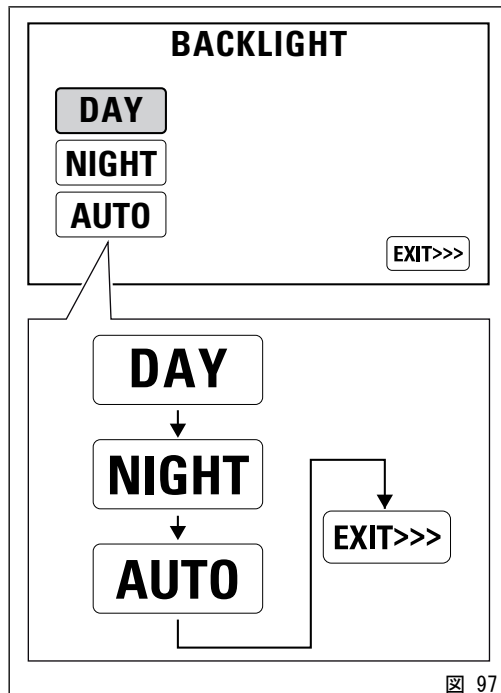 BACKLIGHT
DAY
NIGHT
AUTO
EXIT>>>
DAY
NIGHT
EXIT>>>
AUTO
図 97